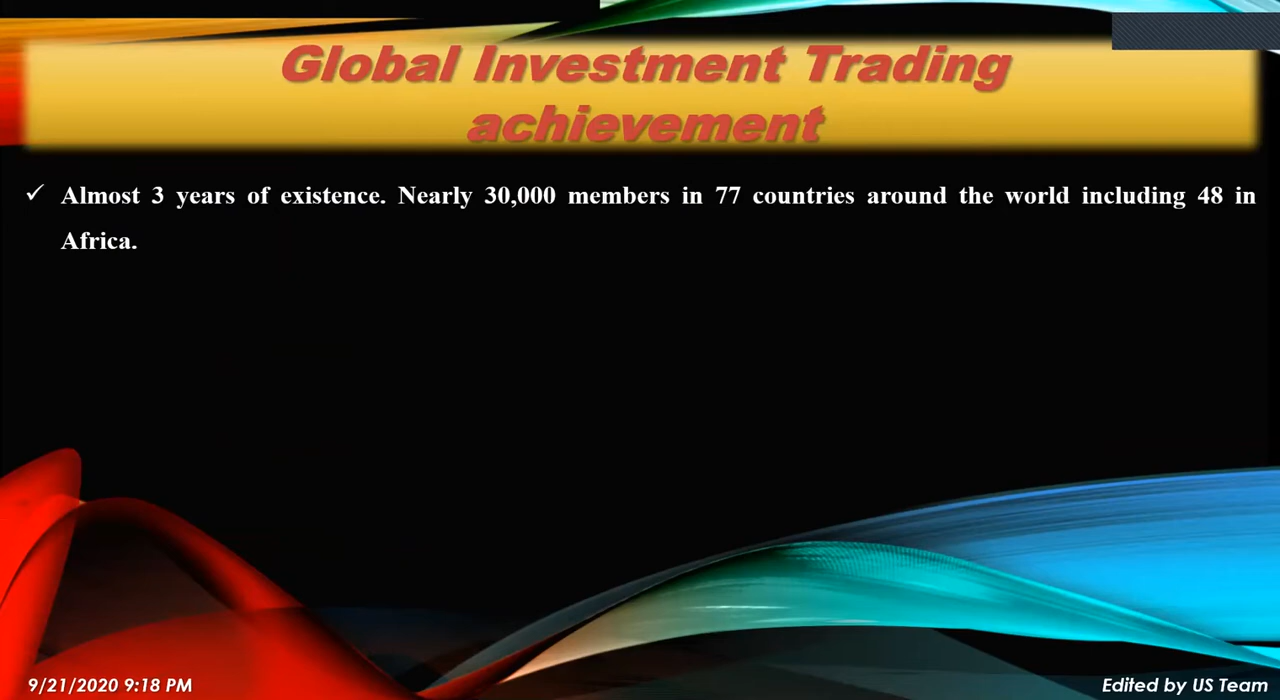 Global Investment Trading
achievement
✓ Almost 3 years of existence. Nearly 30,000 members in 77 countries around the world including 48 in
Africa.
9/21/2020 9:18 PM
Edited by US Team